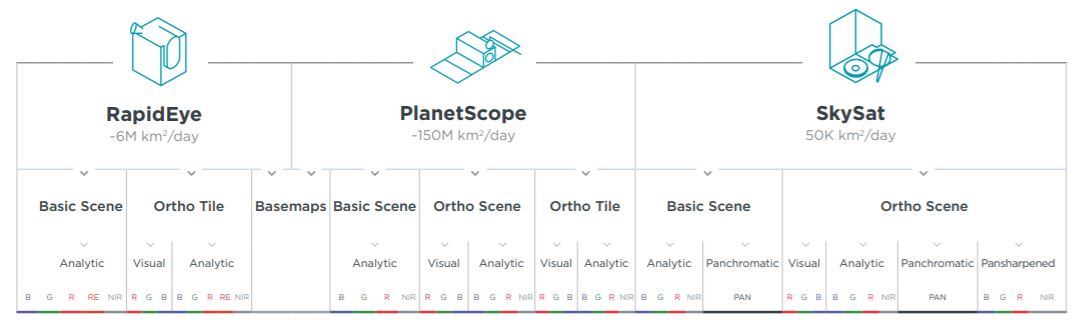 RapidEye PlanetScope SkySat
~6M km²/day ~150M km²/day 50K km²/day
Basic Scene Ortho Tile Basemaps Basic Scene Ortho Scene Ortho Tile Basic Scene Ortho Scene
Analytic Visual Analytic Analytic Visual Analytic Visual Analytic Analytic Panchromatic Visual Analytic Panchromatic Pansharpened
B G R RE NIR R G B B G R RE NIR B G R NIR R G B B G R NIR R G B B G R NIR B G R NIR PAN R G B B G R NIR PAN B G R NIR